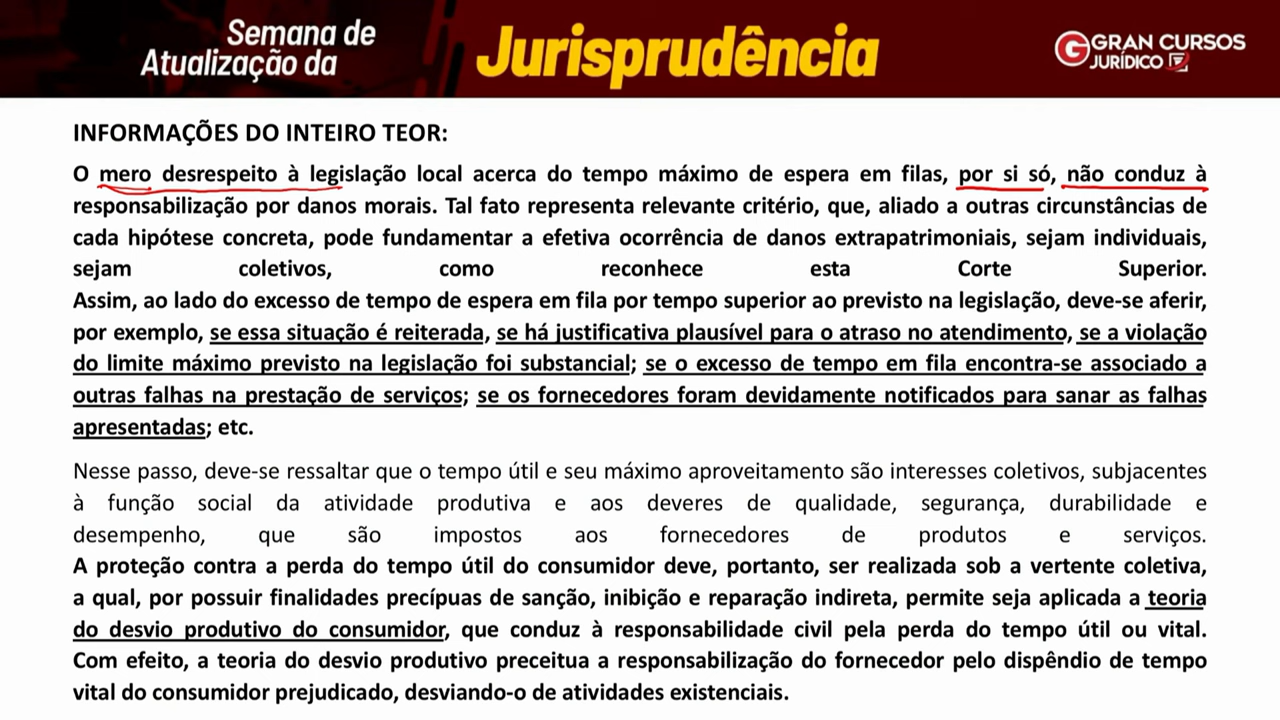 Semana de
Atualização da
Jurisprudência
GRAN CURSOS
JURÍDICO
INFORMAÇÕES DO INTEIRO TEOR:
O mero desrespeito à legislação local acerca do tempo máximo de espera em filas, por si só, não conduz à
responsabilização por danos morais. Tal fato representa relevante critério, que, aliado a outras circunstâncias de
cada hipótese concreta, pode fundamentar a efetiva ocorrência de danos extrapatrimoniais, sejam individuais,
sejam coletivos, como reconhece esta Corte Superior.
Assim, ao lado do excesso de tempo de espera em fila por tempo superior ao previsto na legislação, deve-se aferir,
por exemplo, se essa situação é reiterada, se há justificativa plausível para o atraso no atendimento, se a violação
do limite máximo previsto na legislação foi substancial; se o excesso de tempo em fila encontra-se associado a
outras falhas na prestação de serviços; se os fornecedores foram devidamente notificados para sanar as falhas
apresentadas; etc.
Nesse passo, deve-se ressaltar que o tempo útil e seu máximo aproveitamento são interesses coletivos, subjacentes
à função social da atividade produtiva e aos deveres de qualidade, segurança, durabilidade e
desempenho, que são impostos aos fornecedores de produtos e serviços.
A proteção contra a perda do tempo útil do consumidor deve, portanto, ser realizada sob a vertente coletiva,
a qual, por possuir finalidades precípuas de sanção, inibição e reparação indireta, permite seja aplicada a teoria
do desvio produtivo do consumidor, que conduz à responsabilidade civil pela perda do tempo útil ou vital.
Com efeito, a teoria do desvio produtivo preceitua a responsabilização do fornecedor pelo dispêndio de tempo
vital do consumidor prejudicado, desviando-o de atividades existenciais.